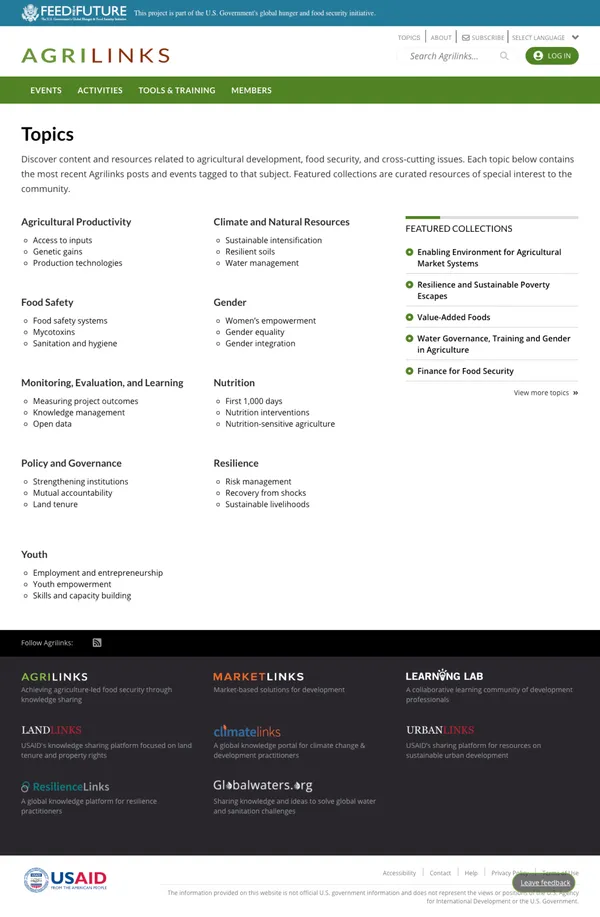 FEED THE FUTURE
The U.S. Government's Global Hunger & Food Security Initiative
This project is part of the U.S. Government's global hunger and food security initiative.
TOPICS
ABOUT
SUBSCRIBE
SELECT LANGUAGE
AGRILINKS
Search Agrilinks...
LOG IN
EVENTS
ACTIVITIES
TOOLS & TRAINING
MEMBERS
Topics
Discover content and resources related to agricultural development, food security, and cross-cutting issues. Each topic below contains
the most recent Agrilinks posts and events tagged to that subject. Featured collections are curated resources of special interest to the
community.
Agricultural Productivity
Access to inputs
Genetic gains
Production technologies
Climate and Natural Resources
Sustainable intensification
Resilient soils
Water management
Food Safety
Food safety systems
Mycotoxins
Sanitation and hygiene
Gender
Women's empowerment
Gender equality
Gender integration
Monitoring, Evaluation, and Learning
Measuring project outcomes
Knowledge management
Open data
Nutrition
First 1,000 days
Nutrition interventions
Nutrition-sensitive agriculture
Policy and Governance
Strengthening institutions
Mutual accountability
Land tenure
Resilience
Risk management
Recovery from shocks
Sustainable livelihoods
Youth
Employment and entrepreneurship
Youth empowerment
Skills and capacity building
FEATURED COLLECTIONS
Enabling Environment for Agricultural
Market Systems
Resilience and Sustainable Poverty
Escapes
Value-Added Foods
Water Governance, Training and Gender
in Agriculture
Finance for Food Security
View more topics »
Follow Agrilinks:
AGRILINKS
Achieving agriculture-led food security through
knowledge sharing
MARKETLINKS
Market-based solutions for development
LEARNING LAB
A collaborative learning community of development
professionals
LANDLINKS
USAID's knowledge sharing platform focused on land
tenure and property rights
climatelinks
A global knowledge portal for climate change &
development practitioners
URBANLINKS
USAID's sharing platform for resources on
sustainable urban development
ResilienceLinks
A global knowledge platform for resilience
practitioners
Globalwaters.org
Sharing knowledge and ideas to solve global water
and sanitation challenges
USAID
FROM THE AMERICAN PEOPLE
Accessibility
Contact
Help
Privacy Policy
Terms of Use
Leave feedback
The information provided on this website is not official U.S. government information and does not represent the views or positions of the U.S. Agency
for International Development or the U.S. Government.